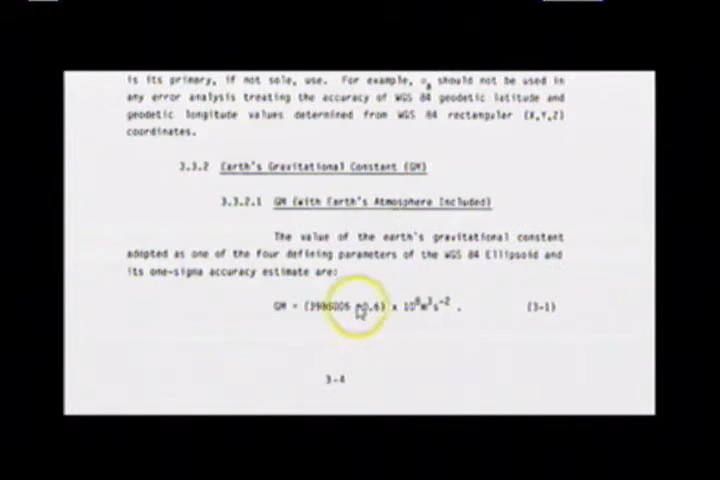 is its primary, if not sole, use. For example, σₐ should not be used in
any error analysis treating the accuracy of WGS 84 geodetic latitude and
geodetic longitude values determined from WGS 84 rectangular (X,Y,Z)
coordinates.
3.3.2 Earth's Gravitational Constant (GM)
3.3.2.1 GM (with Earth's Atmosphere Included)
The value of the earth's gravitational constant
adopted as one of the four defining parameters of the WGS 84 Ellipsoid and
its one-sigma accuracy estimate are:
GM = (3986005 ±0.6) x 10⁸m³s⁻² . (3-1)
3-4